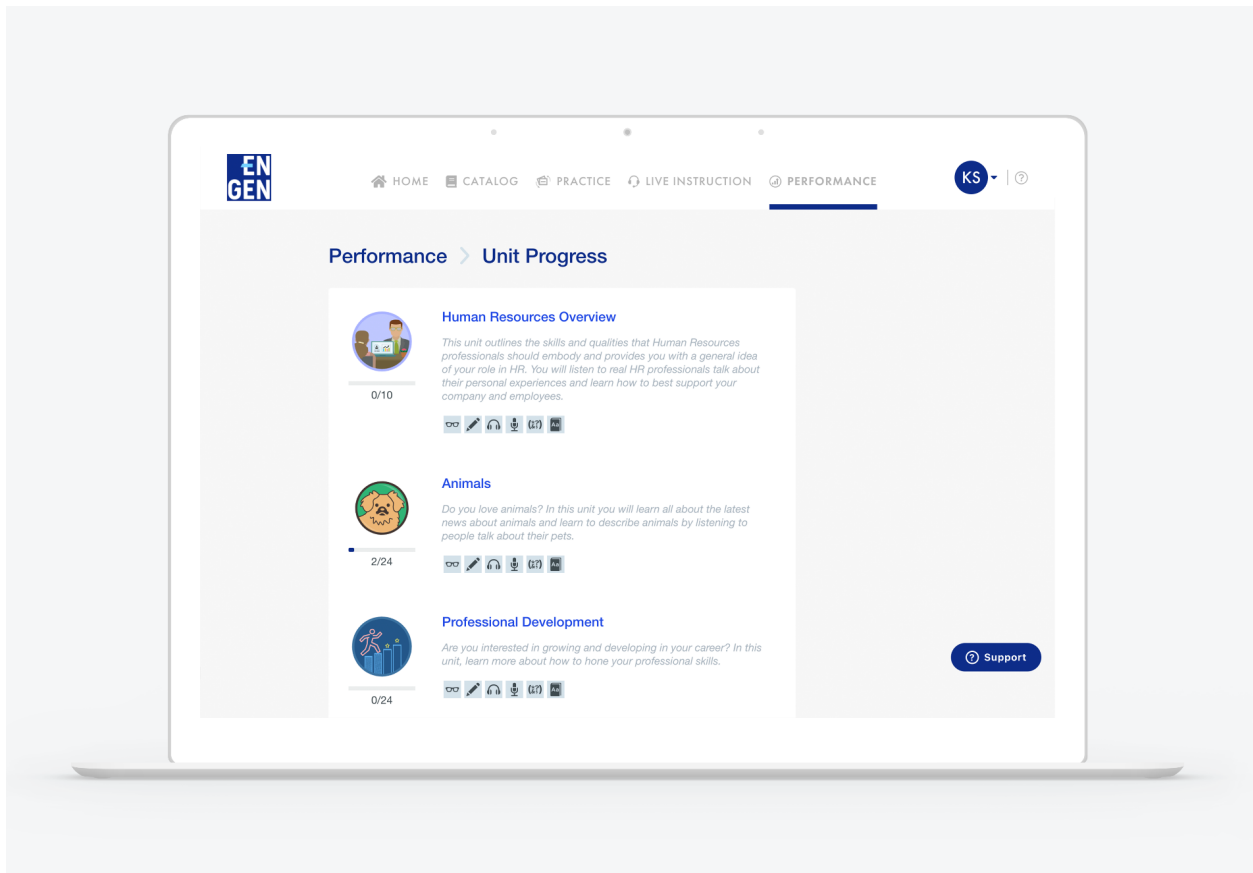 EN
GEN
HOME
CATALOG
PRACTICE
LIVE INSTRUCTION
PERFORMANCE
KS
?
Performance > Unit Progress
Human Resources Overview
This unit outlines the skills and qualities that Human Resources
professionals should embody and provides you with a general idea
of your role in HR. You will listen to real HR professionals talk about
their personal experiences and learn how to best support your
company and employees.
0/10
Aa
Animals
Do you love animals? In this unit you will learn all about the latest
news about animals and learn to describe animals by listening to
people talk about their pets.
2/24
Aa
Professional Development
Are you interested in growing and developing in your career? In this
unit, learn more about how to hone your professional skills.
0/24
Aa
? Support